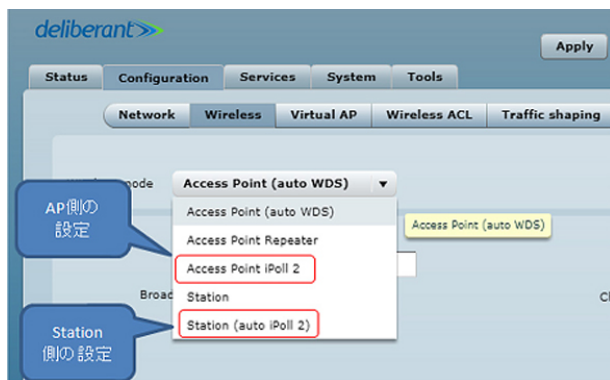 deliberant
Apply
Status Configuration Services System Tools
Network Wireless Virtual AP Wireless ACL Traffic shaping
mode Access Point (auto WDS)
AP側の
設定
Access Point (auto WDS)
Access Point (auto WDS)
Access Point Repeater
Access Point iPoll 2
Broad
Station
Station (auto iPoll 2)
Station
側の設定